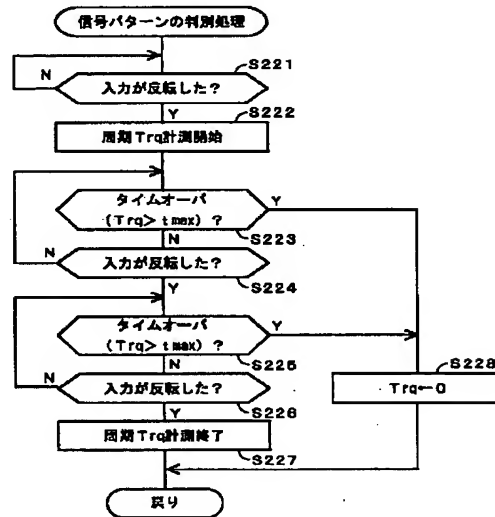 信号パターンの判別処理
S221
N
入力が反転した?
Y
S222
周期Trq計測開始
タイムオーバ
Y
(Trq>tmax) ?
N
S223
N
入力が反転した?
Y
S224
タイムオーバ
Y
(Trq>tmax) ?
N
S225
S228
Trq←0
N
入力が反転した?
Y
S226
周期Trq計測終了
S227
戻り